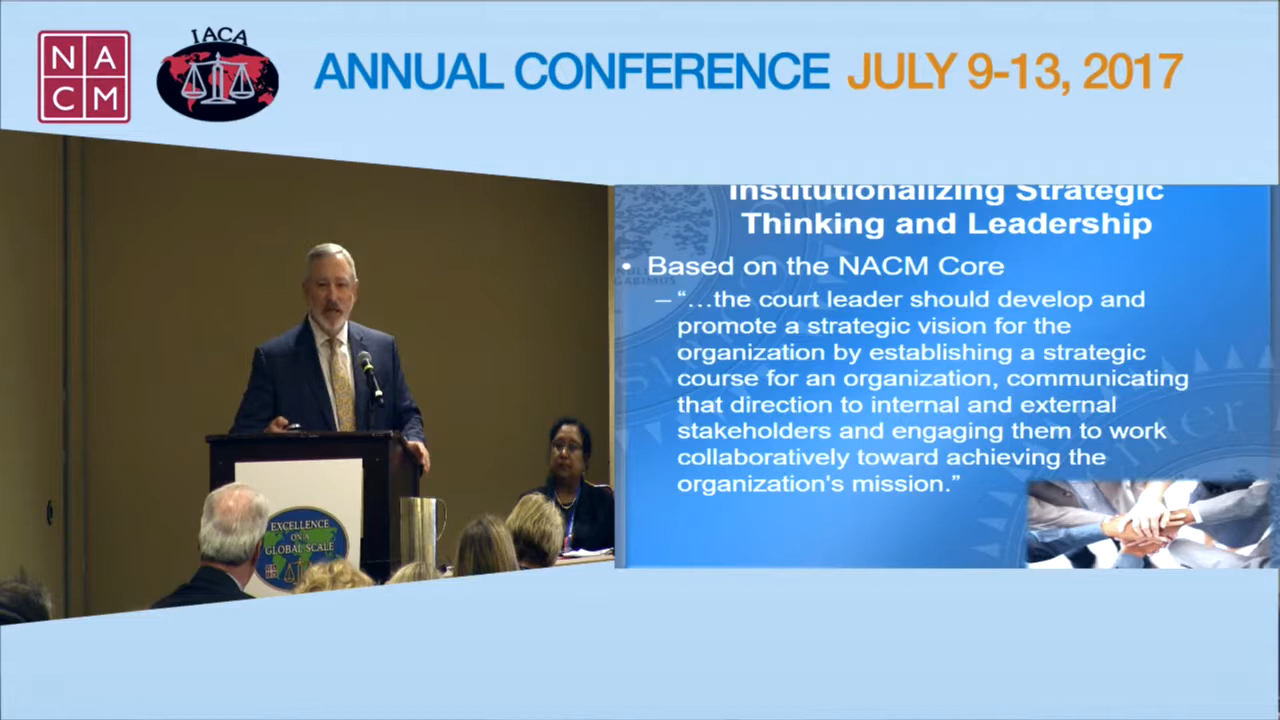 NA
CM
IACA
ANNUAL CONFERENCE JULY 9-13, 2017
Institutionalizing Strategic
Thinking and Leadership
• Based on the NACM Core
– “…the court leader should develop and
promote a strategic vision for the
organization by establishing a strategic
course for an organization, communicating
that direction to internal and external
stakeholders and engaging them to work
collaboratively toward achieving the
organization's mission.”
EXCELLENCE
ON A
GLOBAL SCALE